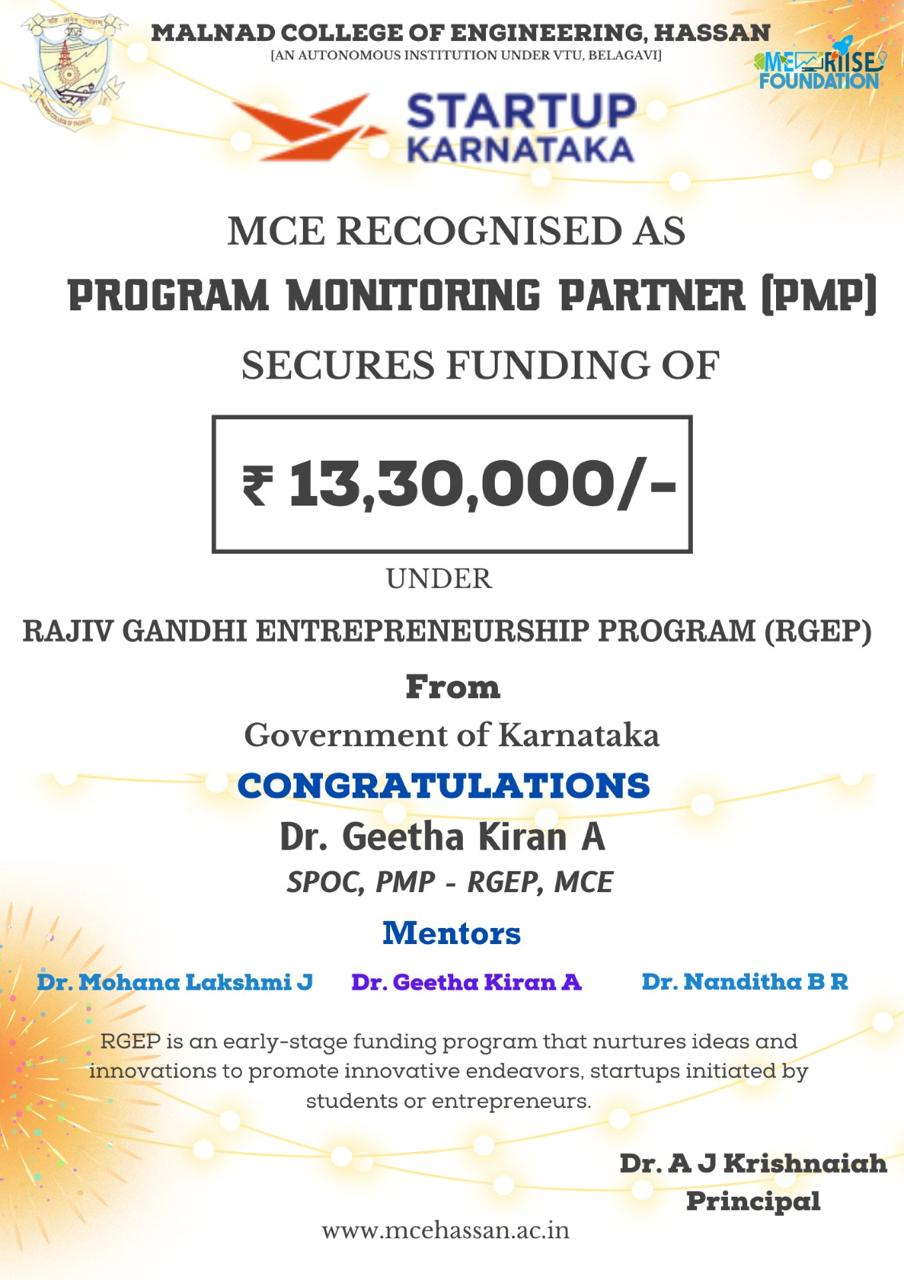 MALNAD COLLEGE OF ENGINEERING, HASSAN
[AN AUTONOMOUS INSTITUTION UNDER VTU, BELAGAVI]
ME RIISE
FOUNDATION
STARTUP
KARNATAKA
MCE RECOGNISED AS
PROGRAM MONITORING PARTNER (PMP)
SECURES FUNDING OF
₹ 13,30,000/-
UNDER
RAJIV GANDHI ENTREPRENEURSHIP PROGRAM (RGEP)
From
Government of Karnataka
CONGRATULATIONS
Dr. Geetha Kiran A
SPOC, PMP - RGEP, MCE
Mentors
Dr. Mohana Lakshmi J Dr. Geetha Kiran A Dr. Nanditha B R
RGEP is an early-stage funding program that nurtures ideas and
innovations to promote innovative endeavors, startups initiated by
students or entrepreneurs.
Dr. A J Krishnaiah
Principal
www.mcehassan.ac.in